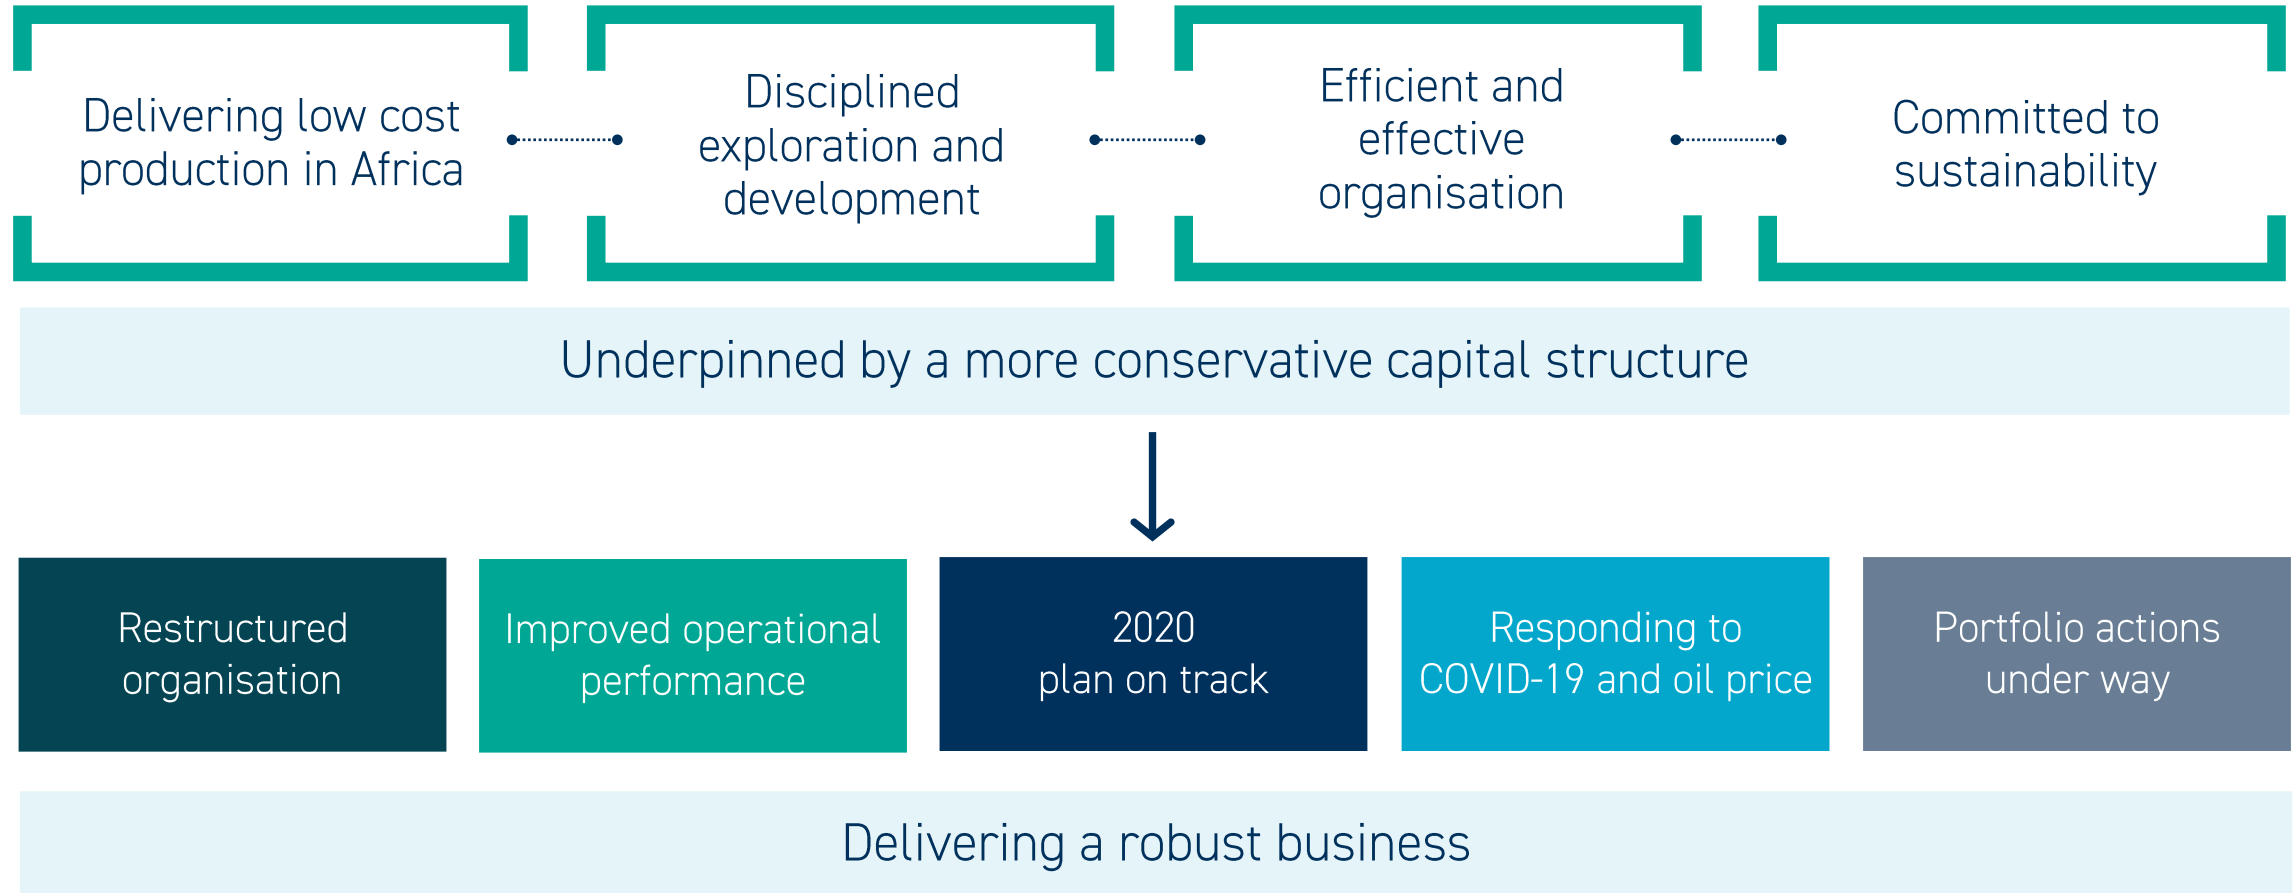 Delivering low cost
production in Africa
Disciplined
exploration and
development
Efficient and
effective
organisation
Committed to
sustainability
Underpinned by a more conservative capital structure
Restructured
organisation
Improved operational
performance
2020
plan on track
Responding to
COVID-19 and oil price
Portfolio actions
under way
Delivering a robust business